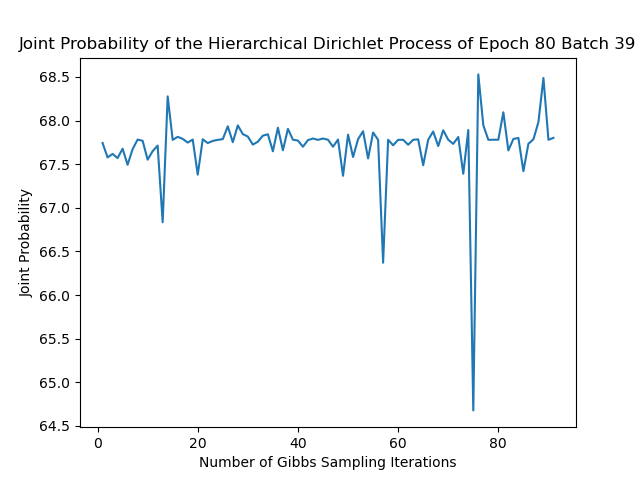 Joint Probability of the Hierarchical Dirichlet Process of Epoch 80 Batch 39
68.5
68.0
67.5
67.0
66.5
66.0
65.5
65.0
64.5
Joint Probability
0 20 40 60 80
Number of Gibbs Sampling Iterations